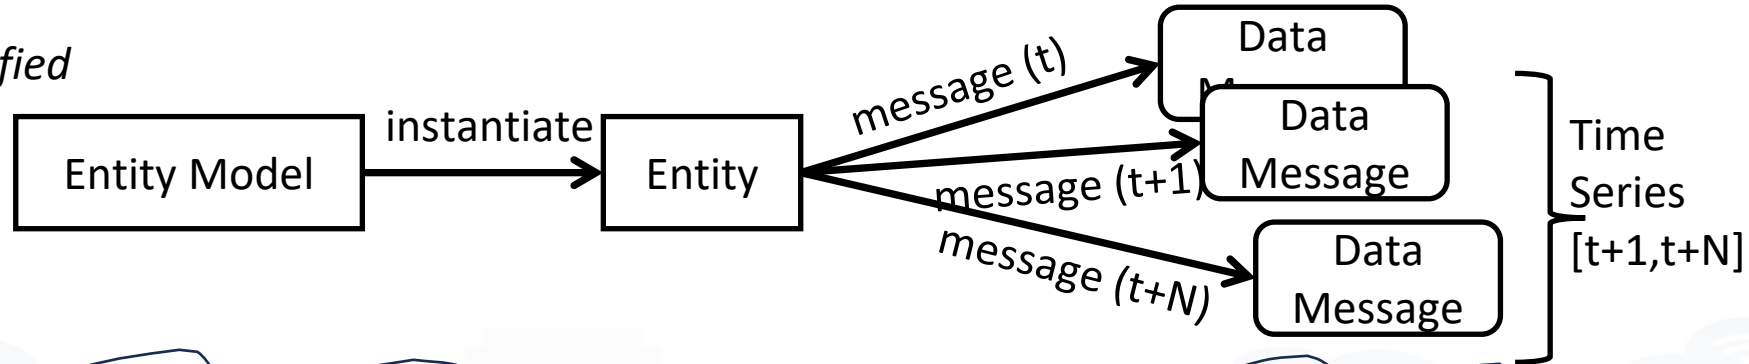 fied
Entity Model
instantiate
Entity
message (t)
message (t+1)
message (t+N)
Data
Data
Message
Data
Message
Time
Series
[t+1,t+N]